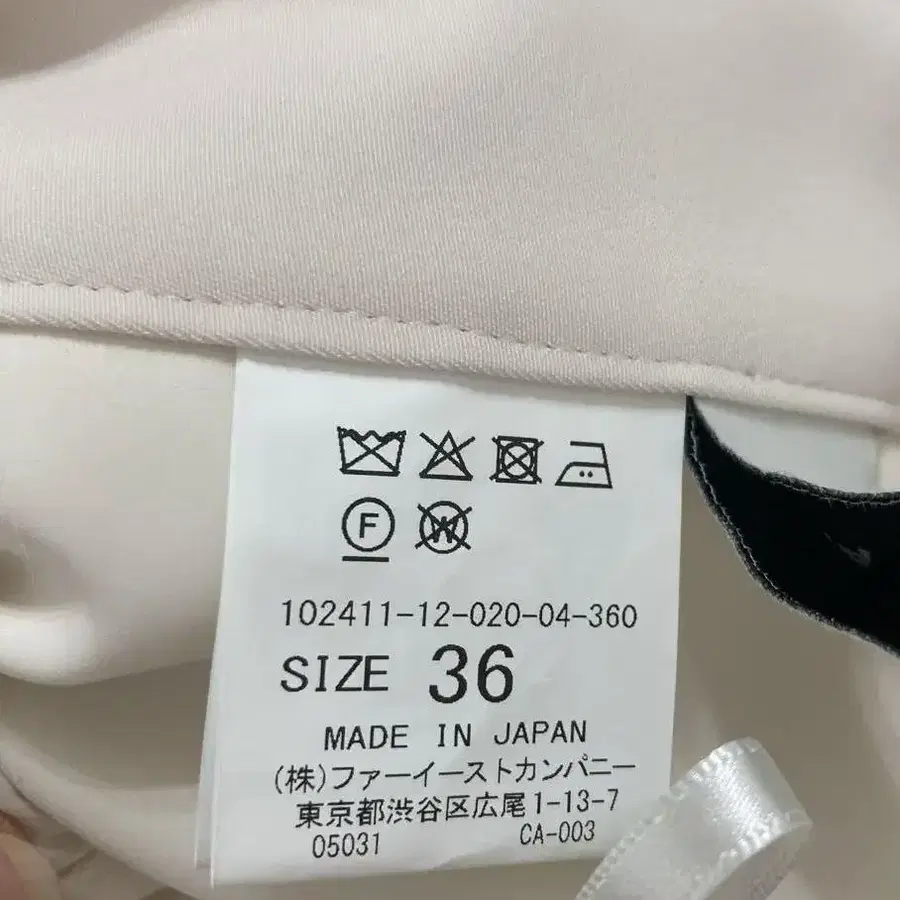 F W
102411-12-020-04-360
SIZE 36
MADE IN JAPAN
(株)ファーイーストカンパニー
東京都渋谷区広尾1-13-7
05031 CA-003